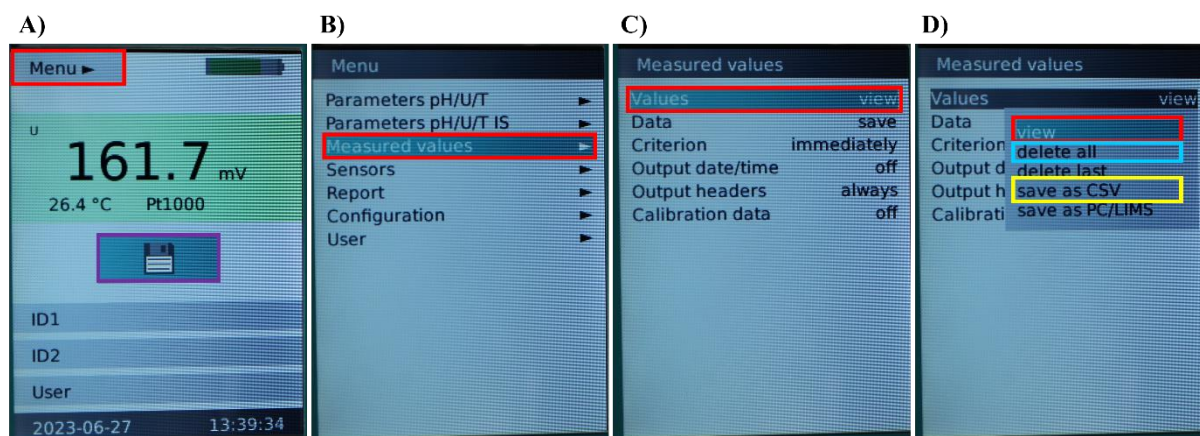 A)
Menu ►
U
161.7 mV
26.4 °C Pt1000
ID1
ID2
User
2023-06-27 13:39:34
B)
Menu
Parameters pH/U/T ►
Parameters pH/U/T IS ►
Measured values ►
Sensors ►
Report ►
Configuration ►
User ►
C)
Measured values
Values view
Data save
Criterion immediately
Output date/time off
Output headers always
Calibration data off
D)
Measured values
Values view
Data
Criterion
Output d
Output h
Calibrati
view
delete all
delete last
save as CSV
save as PC/LIMS